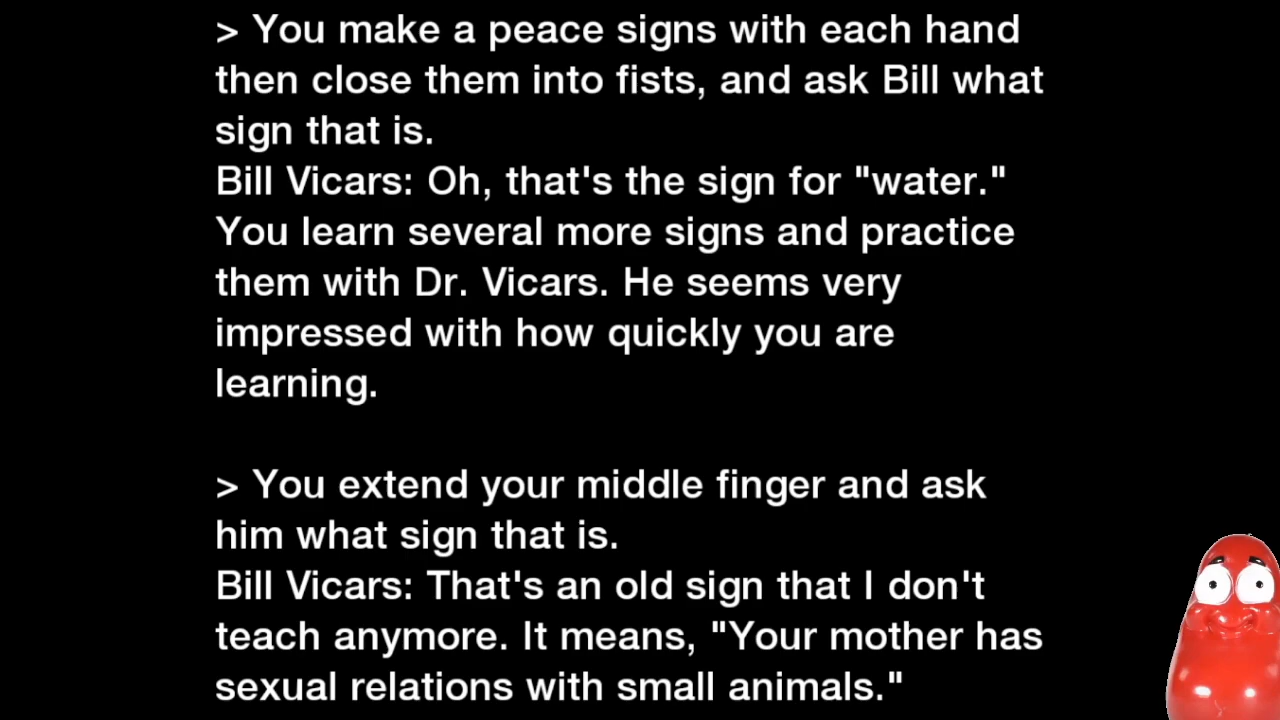 > You make a peace signs with each hand
then close them into fists, and ask Bill what
sign that is.
Bill Vicars: Oh, that's the sign for "water."
You learn several more signs and practice
them with Dr. Vicars. He seems very
impressed with how quickly you are
learning.
> You extend your middle finger and ask
him what sign that is.
Bill Vicars: That's an old sign that I don't
teach anymore. It means, "Your mother has
sexual relations with small animals."